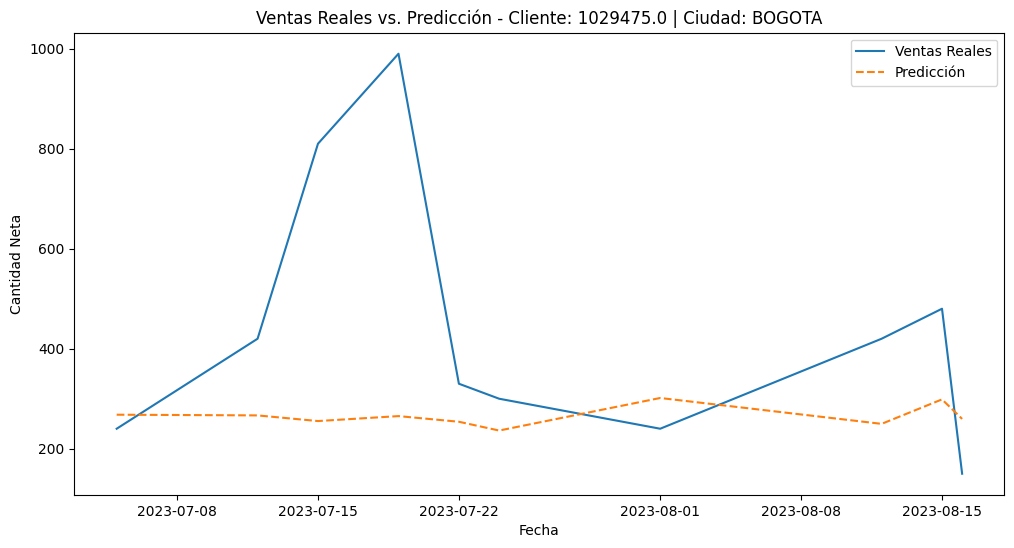 Ventas Reales vs. Predicción - Cliente: 1029475.0 | Ciudad: BOGOTA
Ventas Reales
Predicción
Cantidad Neta
1000
800
600
400
200
2023-07-08 2023-07-15 2023-07-22 2023-08-01 2023-08-08 2023-08-15
Fecha